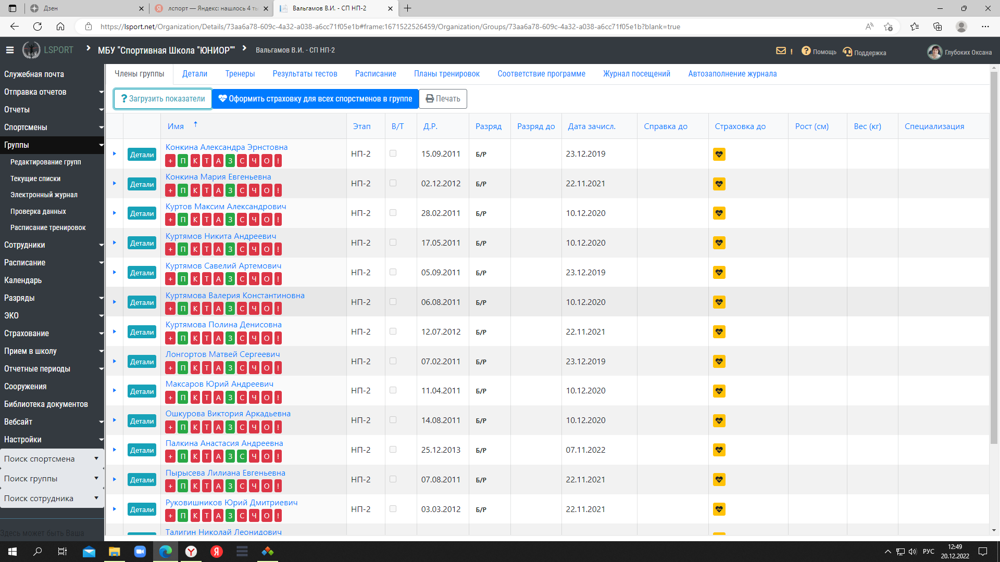 Дзен
лспорт — Яндекс: нашлось 4 ты
Вальгамов В.И. - СП НП-2
https://lsport.net/Organization/Details/73aa6a78-609c-4a32-a038-a6cc71f05e1b#frame:1671522526459/Organization/Groups/73aa6a78-609c-4a32-a038-a6cc71f05e1b?blank=true
LSPORT
МБУ "Спортивная Школа "ЮНИОР""
Вальгамов В.И. - СП НП-2
!
Помощь
Поддержка
Глубоких Оксана
Служебная почта
Отправка отчетов
Отчеты
Спортсмены
Группы
Редактирование групп
Текущие списки
Электронный журнал
Проверка данных
Расписание тренировок
Сотрудники
Расписание
Календарь
Разряды
ЭКО
Страхование
Прием в школу
Отчетные периоды
Сооружения
Библиотека документов
Вебсайт
Настройки
Поиск спортсмена
Поиск группы
Поиск сотрудника
Здесь может быть Ваша
Члены группы Детали Тренеры Результаты тестов Расписание Планы тренировок Соответствие программе Журнал посещений Автозаполнение журнала
? Загрузить показатели Оформить страховку для всех спорстменов в группе Печать
Имя Этап В/Т Д.Р. Разряд Разряд до Дата зачисл. Справка до Страховка до Рост (см) Вес (кг) Специализация
Конкина Александра Эрнстовна
Детали НП-2 15.09.2011 Б/Р 23.12.2019
+ П К Т А З С Ч О !
Конкина Мария Евгеньевна
Детали НП-2 02.12.2012 Б/Р 22.11.2021
+ П К Т А З С Ч О !
Куртов Максим Александрович
Детали НП-2 28.02.2011 Б/Р 10.12.2020
+ П К Т А З С Ч О !
Куртямов Никита Андреевич
Детали НП-2 17.05.2011 Б/Р 10.12.2020
+ П К Т А З С Ч О !
Куртямов Савелий Артемович
Детали НП-2 05.09.2011 Б/Р 23.12.2019
+ П К Т А З С Ч О !
Куртямова Валерия Константиновна
Детали НП-2 06.08.2011 Б/Р 10.12.2020
+ П К Т А З С Ч О !
Куртямова Полина Денисовна
Детали НП-2 12.07.2012 Б/Р 22.11.2021
+ П К Т А З С Ч О !
Лонгортов Матвей Сергеевич
Детали НП-2 07.02.2011 Б/Р 23.12.2019
+ П К Т А З С Ч О !
Максаров Юрий Андреевич
Детали НП-2 11.04.2011 Б/Р 10.12.2020
+ П К Т А З С Ч О !
Ошкурова Виктория Аркадьевна
Детали НП-2 14.08.2011 Б/Р 10.12.2020
+ П К Т А З С Ч О !
Палкина Анастасия Андреевна
Детали НП-2 25.12.2013 Б/Р 07.11.2022
+ П К Т А З С Ч О !
Пырысева Лилиана Евгеньевна
Детали НП-2 07.08.2011 Б/Р 22.11.2021
+ П К Т А З С Ч О !
Руковишников Юрий Дмитриевич
Детали НП-2 03.03.2012 Б/Р 22.11.2021
+ П К Т А З С Ч О !
Талигин Николай Леонидович
РУС
12:49
20.12.2022